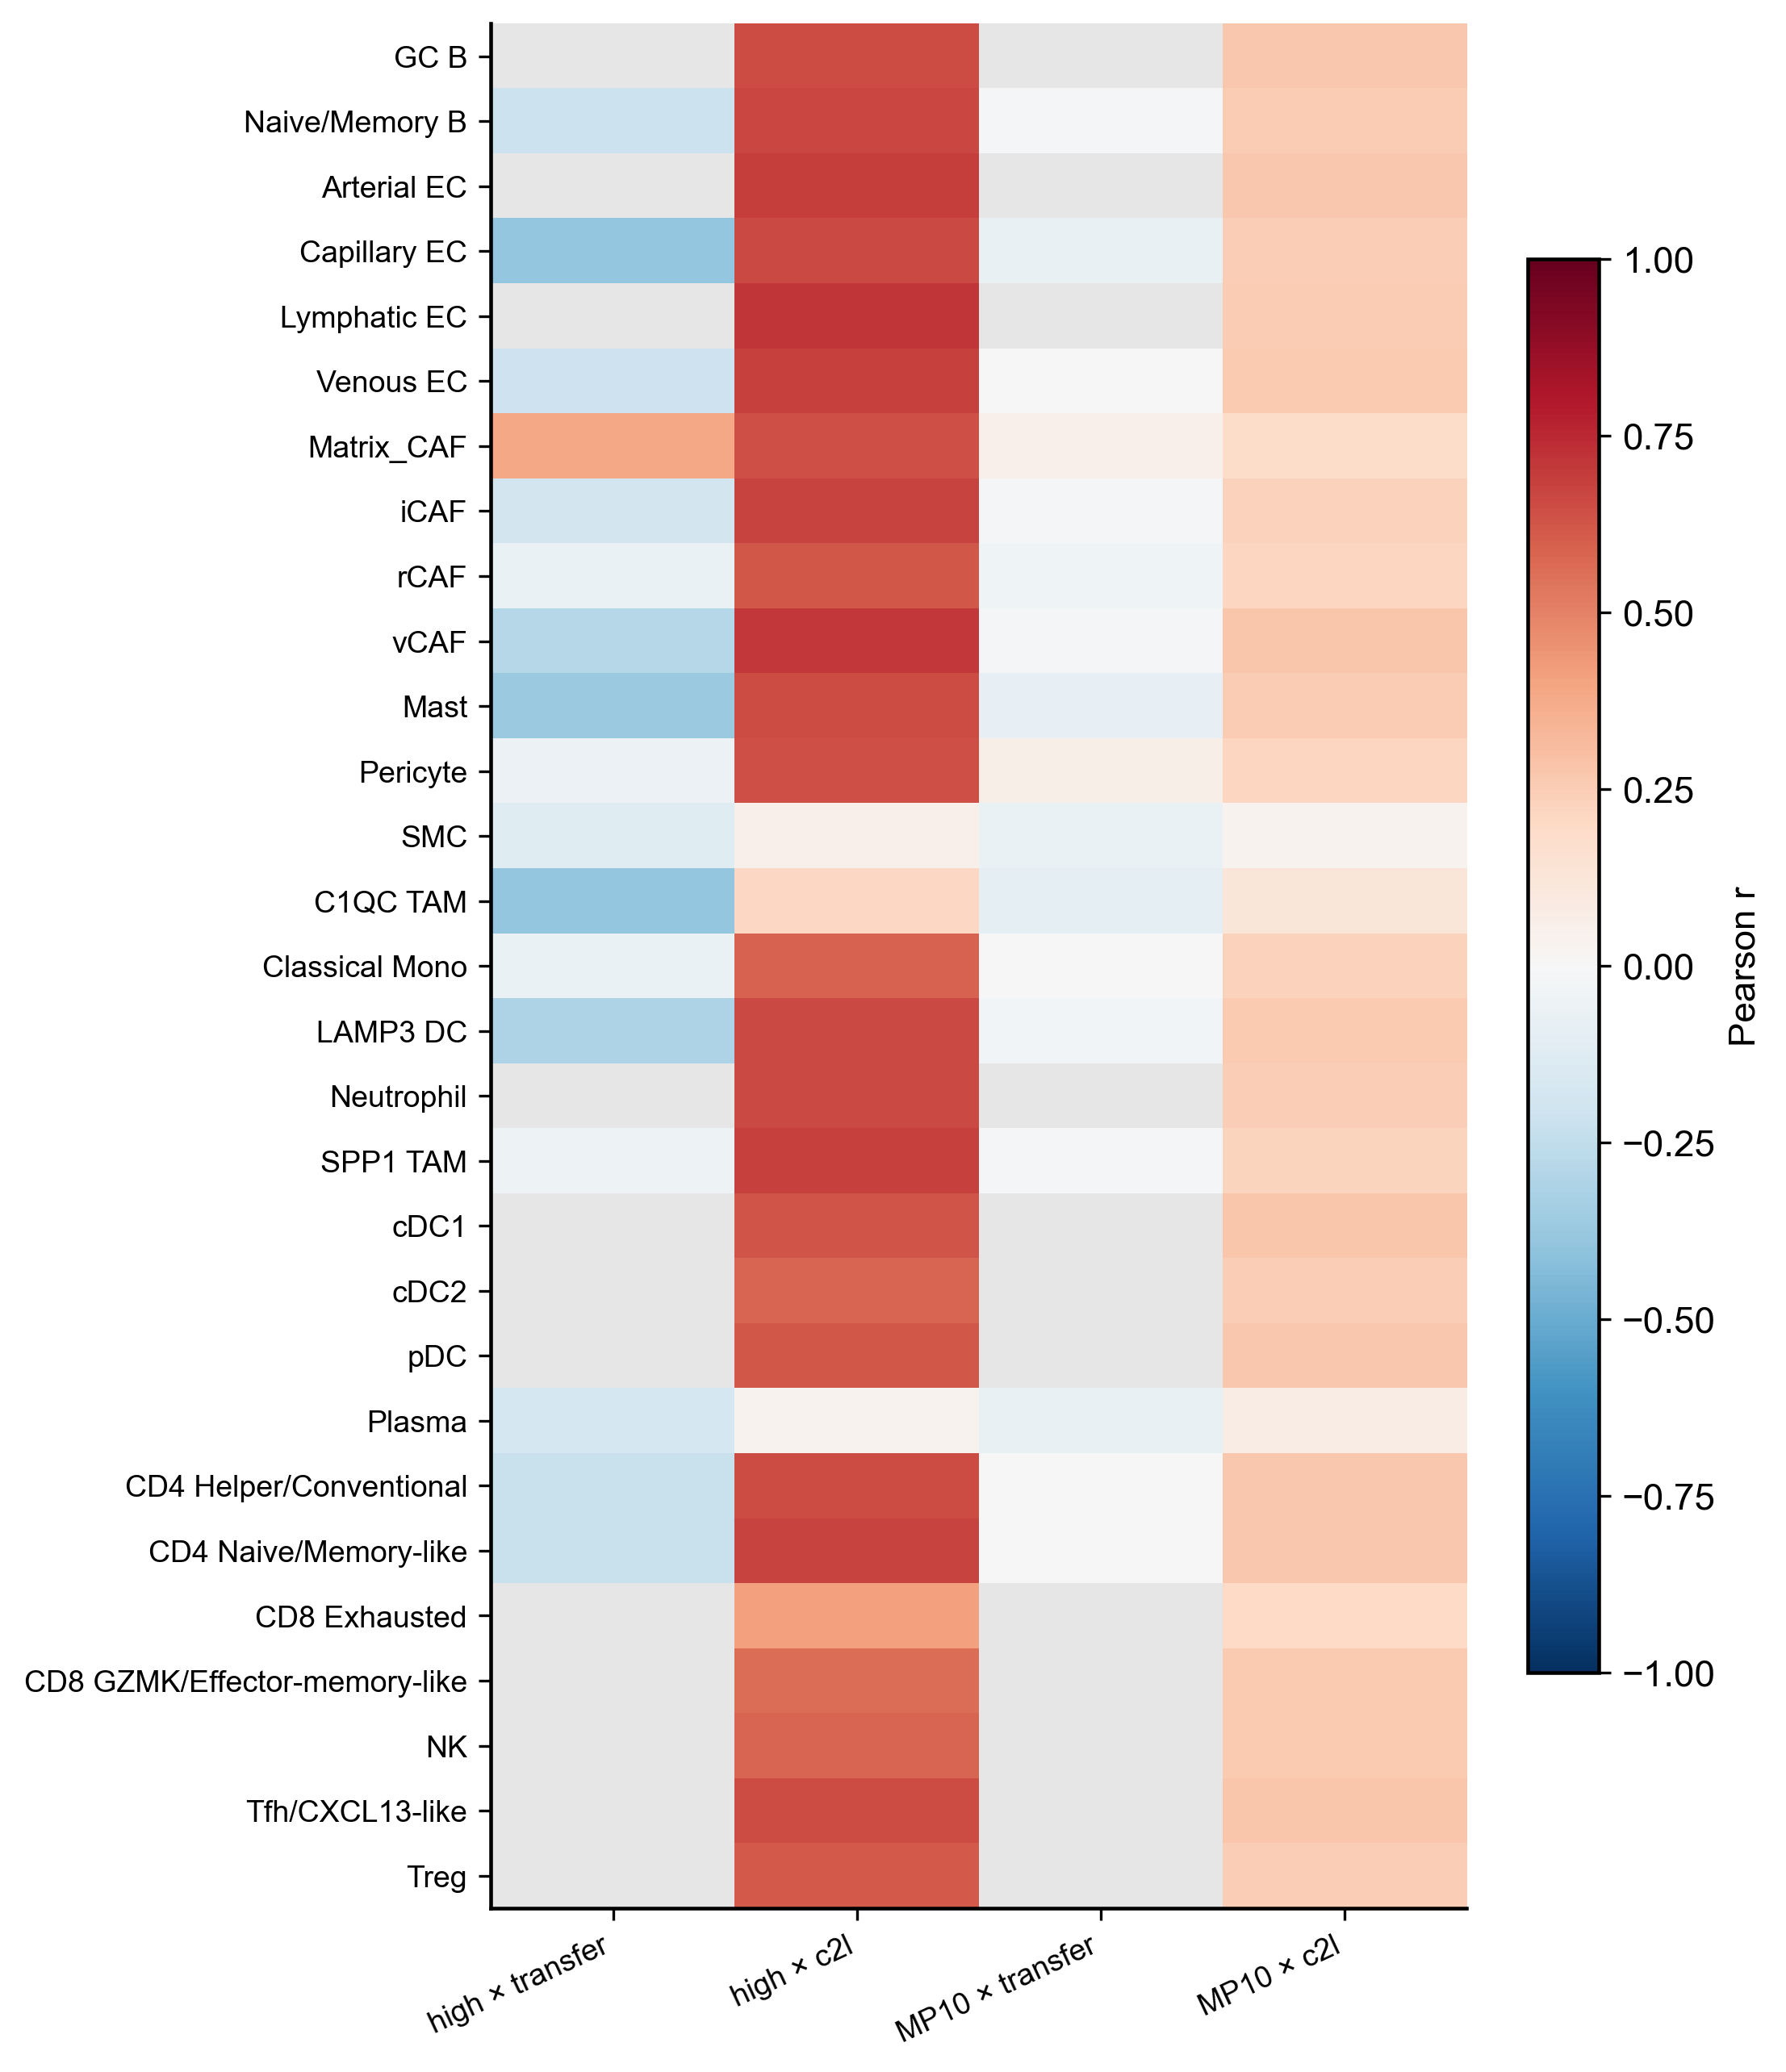 GC B
Naive/Memory B
Arterial EC
Capillary EC
Lymphatic EC
Venous EC
Matrix_CAF
iCAF
rCAF
vCAF
Mast
Pericyte
SMC
C1QC TAM
Classical Mono
LAMP3 DC
Neutrophil
SPP1 TAM
cDC1
cDC2
pDC
Plasma
CD4 Helper/Conventional
CD4 Naive/Memory-like
CD8 Exhausted
CD8 GZMK/Effector-memory-like
NK
Tfh/CXCL13-like
Treg
high × transfer
high × c2l
MP10 × transfer
MP10 × c2l
1.00
0.75
0.50
0.25
0.00
−0.25
−0.50
−0.75
−1.00
Pearson r